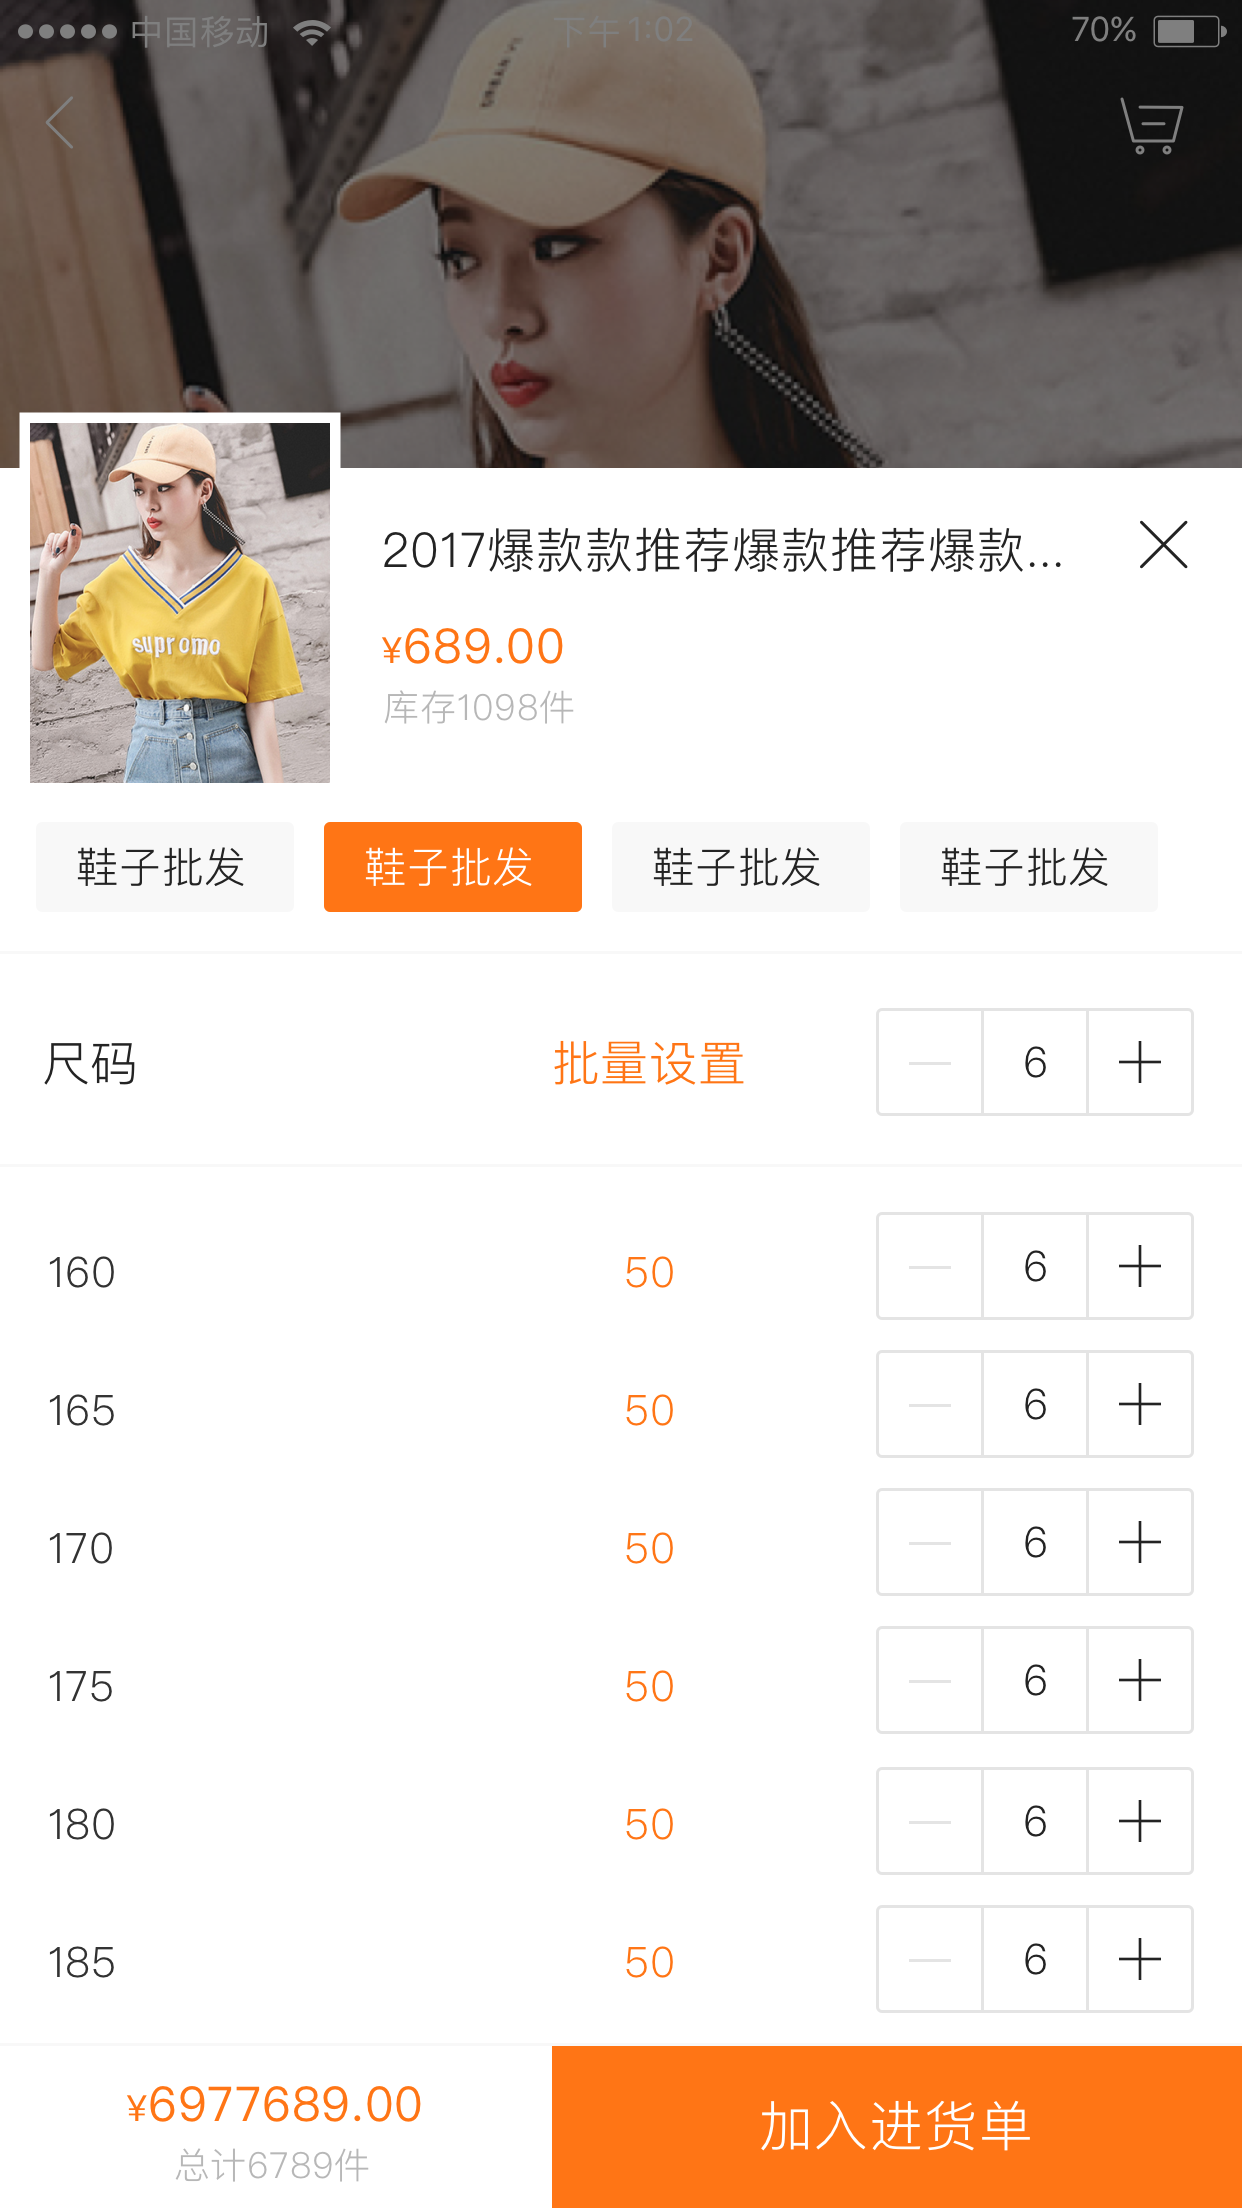 中国移动 下午1:02 70%
2017爆款款推荐爆款推荐爆款...
¥689.00
库存1098件
supromo
鞋子批发 鞋子批发 鞋子批发 鞋子批发
尺码 批量设置 6
160 50 6
165 50 6
170 50 6
175 50 6
180 50 6
185 50 6
¥6977689.00
总计6789件
加入进货单